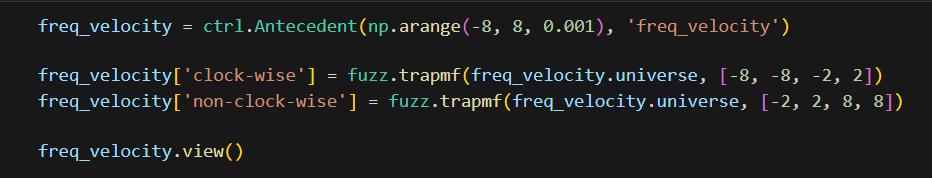 freq_velocity = ctrl.Antecedent(np.arange(-8, 8, 0.001), 'freq_velocity')
freq_velocity['clock-wise'] = fuzz.trapmf(freq_velocity.universe, [-8, -8, -2, 2])
freq_velocity['non-clock-wise'] = fuzz.trapmf(freq_velocity.universe, [-2, 2, 8, 8])
freq_velocity.view()